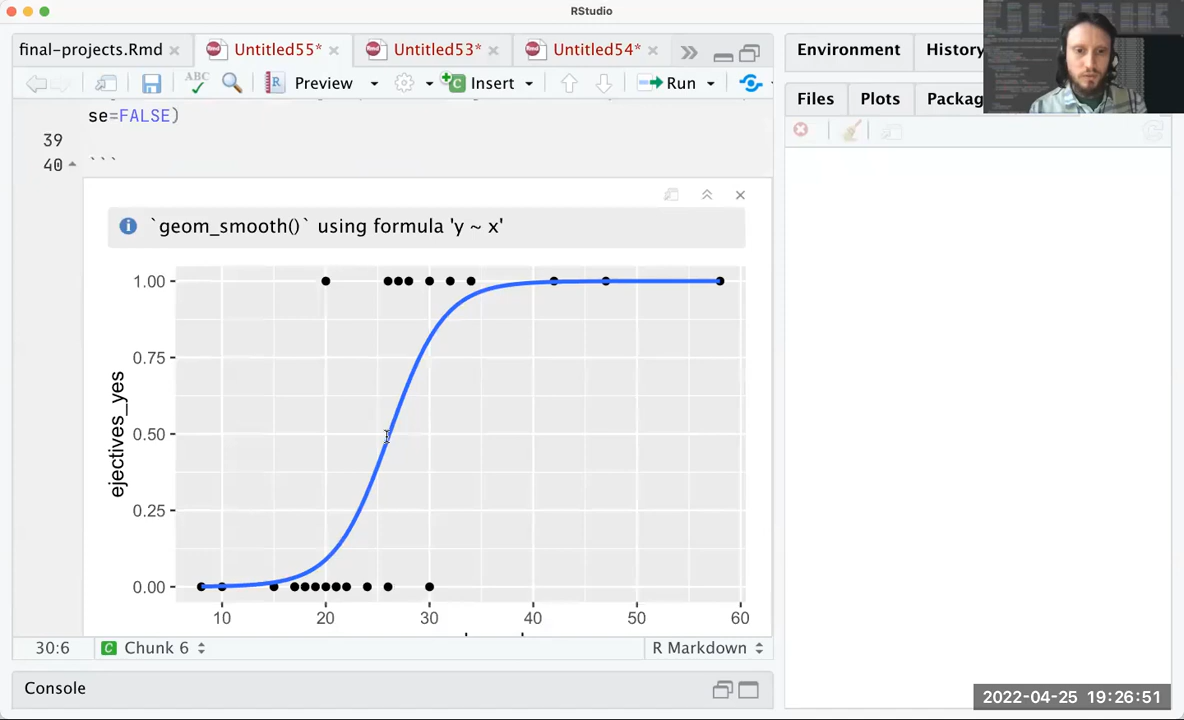 RStudio
final-projects.Rmd Untitled55* Untitled53* Untitled54*
Environment History
ABC Preview Insert Run
Files Plots Packag
se=FALSE)
39
40 ```
`geom_smooth()` using formula 'y ~ x'
1.00
0.75
0.50
0.25
0.00
ejectives_yes
10 20 30 40 50 60
30:6 Chunk 6 R Markdown
Console
2022-04-25 19:26:51